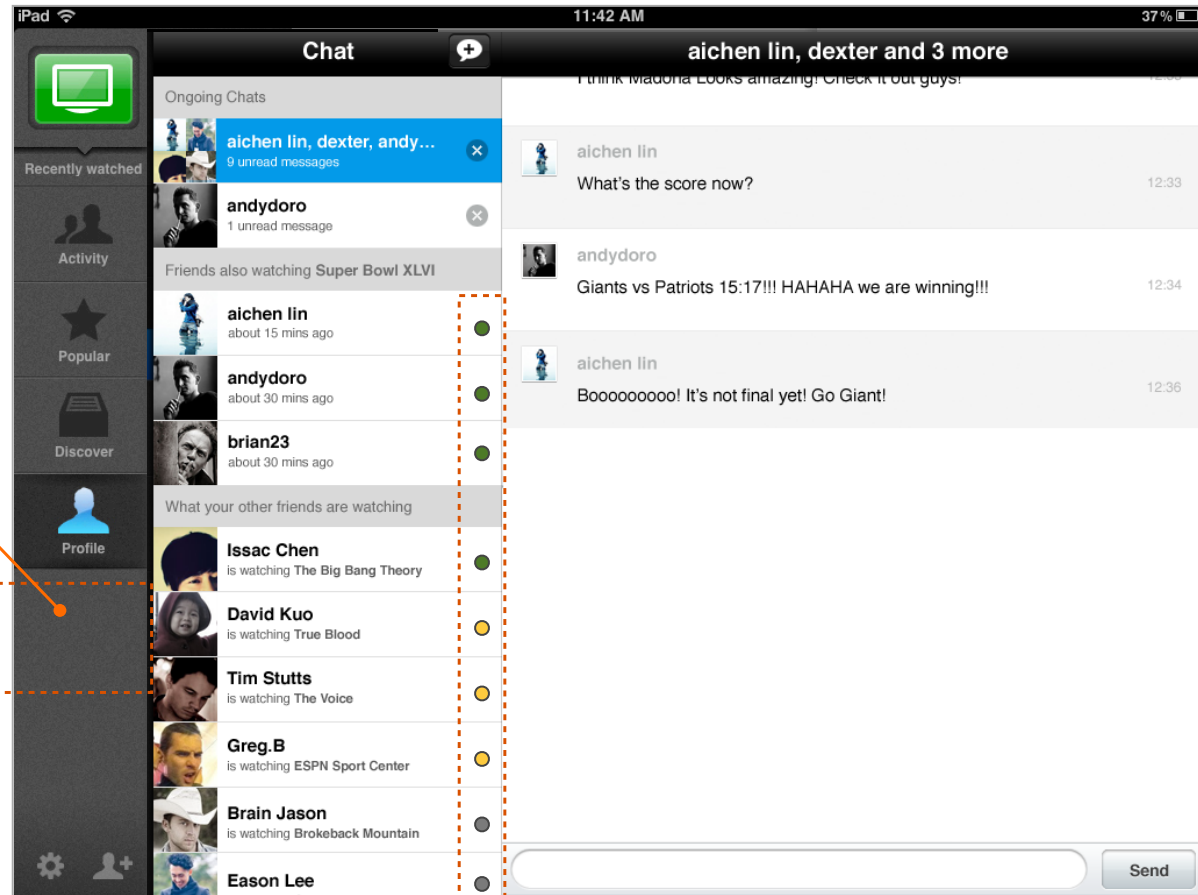 iPad 11:42 AM 37%
Chat
aichen lin, dexter and 3 more
Recently watched
Activity
Popular
Discover
Profile
Ongoing Chats
aichen lin, dexter, andy...
9 unread messages
andydoro
1 unread message
Friends also watching Super Bowl XLVI
aichen lin
about 15 mins ago
andydoro
about 30 mins ago
brian23
about 30 mins ago
What your other friends are watching
Issac Chen
is watching The Big Bang Theory
David Kuo
is watching True Blood
Tim Stutts
is watching The Voice
Greg.B
is watching ESPN Sport Center
Brain Jason
is watching Brokeback Mountain
Eason Lee
I think Madona Looks amazing! Check it out guys!
aichen lin
What's the score now? 12:33
andydoro
Giants vs Patriots 15:17!!! HAHAHA we are winning!!! 12:34
aichen lin
Booooooooo! It's not final yet! Go Giant! 12:36
Send